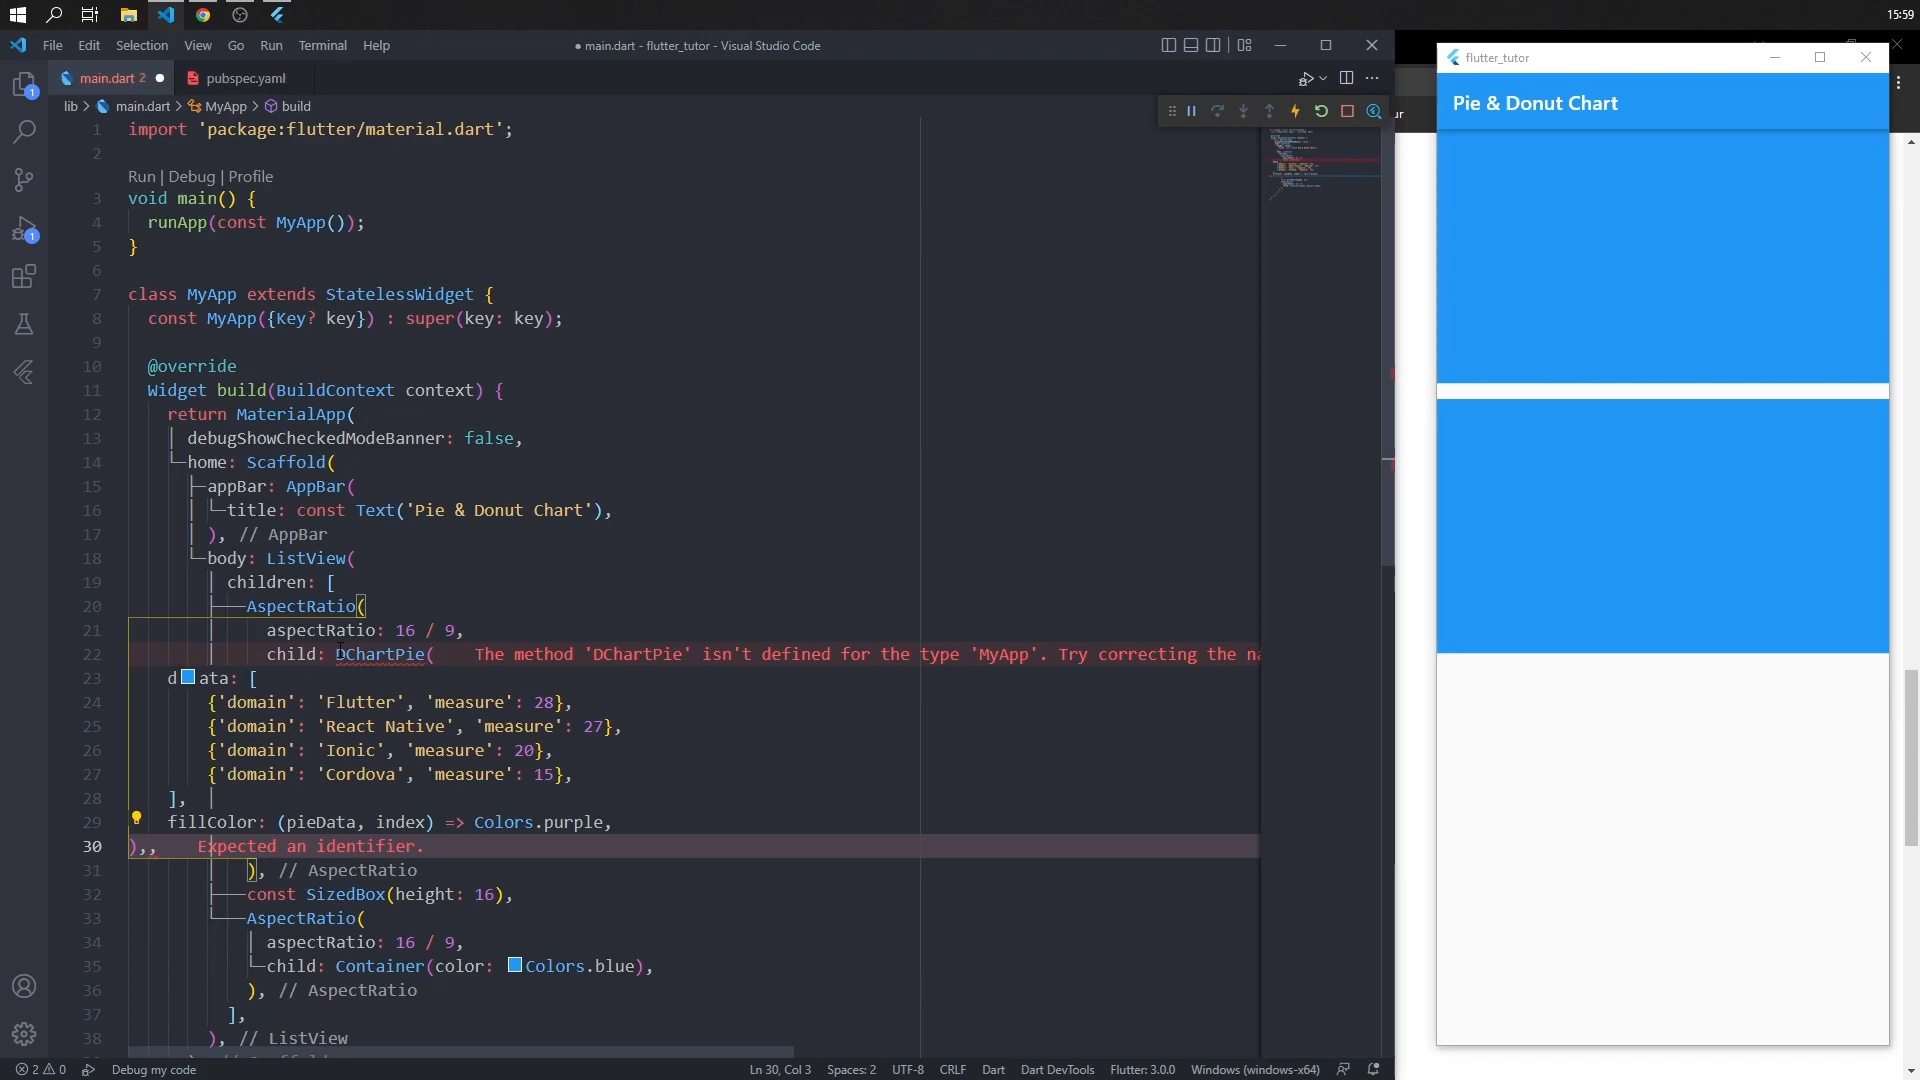 15:59
File Edit Selection View Go Run Terminal Help
● main.dart - flutter_tutor - Visual Studio Code
flutter_tutor
main.dart 2 ●
pubspec.yaml
Pie & Donut Chart
lib > main.dart > MyApp > build
ur
1 import 'package:flutter/material.dart';
2
Run | Debug | Profile
3 void main() {
4 runApp(const MyApp());
5 }
6
7 class MyApp extends StatelessWidget {
8 const MyApp({Key? key}) : super(key: key);
9
10 @override
11 Widget build(BuildContext context) {
12 return MaterialApp(
13 debugShowCheckedModeBanner: false,
14 home: Scaffold(
15 appBar: AppBar(
16 title: const Text('Pie & Donut Chart'),
17 ), // AppBar
18 body: ListView(
19 children: [
20 AspectRatio(
21 aspectRatio: 16 / 9,
22 child: DChartPie( The method 'DChartPie' isn't defined for the type 'MyApp'. Try correcting the na
23 data: [
24 {'domain': 'Flutter', 'measure': 28},
25 {'domain': 'React Native', 'measure': 27},
26 {'domain': 'Ionic', 'measure': 20},
27 {'domain': 'Cordova', 'measure': 15},
28 ],
29 fillColor: (pieData, index) => Colors.purple,
30 ),, Expected an identifier.
31 ), // AspectRatio
32 const SizedBox(height: 16),
33 AspectRatio(
34 aspectRatio: 16 / 9,
35 child: Container(color: Colors.blue),
36 ), // AspectRatio
37 ],
38 ), // ListView
2 0 Debug my code Ln 30, Col 3 Spaces: 2 UTF-8 CRLF Dart Dart DevTools Flutter: 3.0.0 Windows (windows-x64)